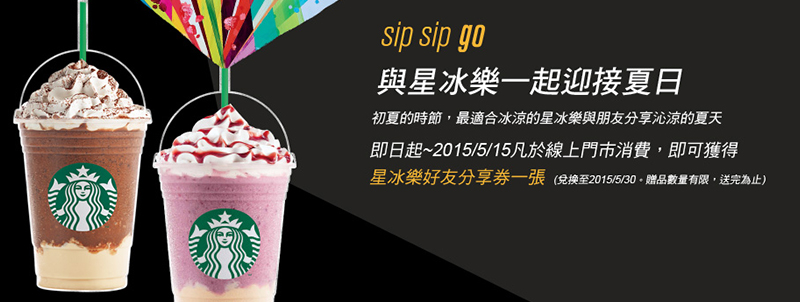 sip sip go
與星冰樂一起迎接夏日
初夏的時節，最適合冰涼的星冰樂與朋友分享沁涼的夏天
即日起~2015/5/15凡於線上門市消費，即可獲得
星冰樂好友分享券一張 (兌換至2015/5/30。贈品數量有限，送完為止)